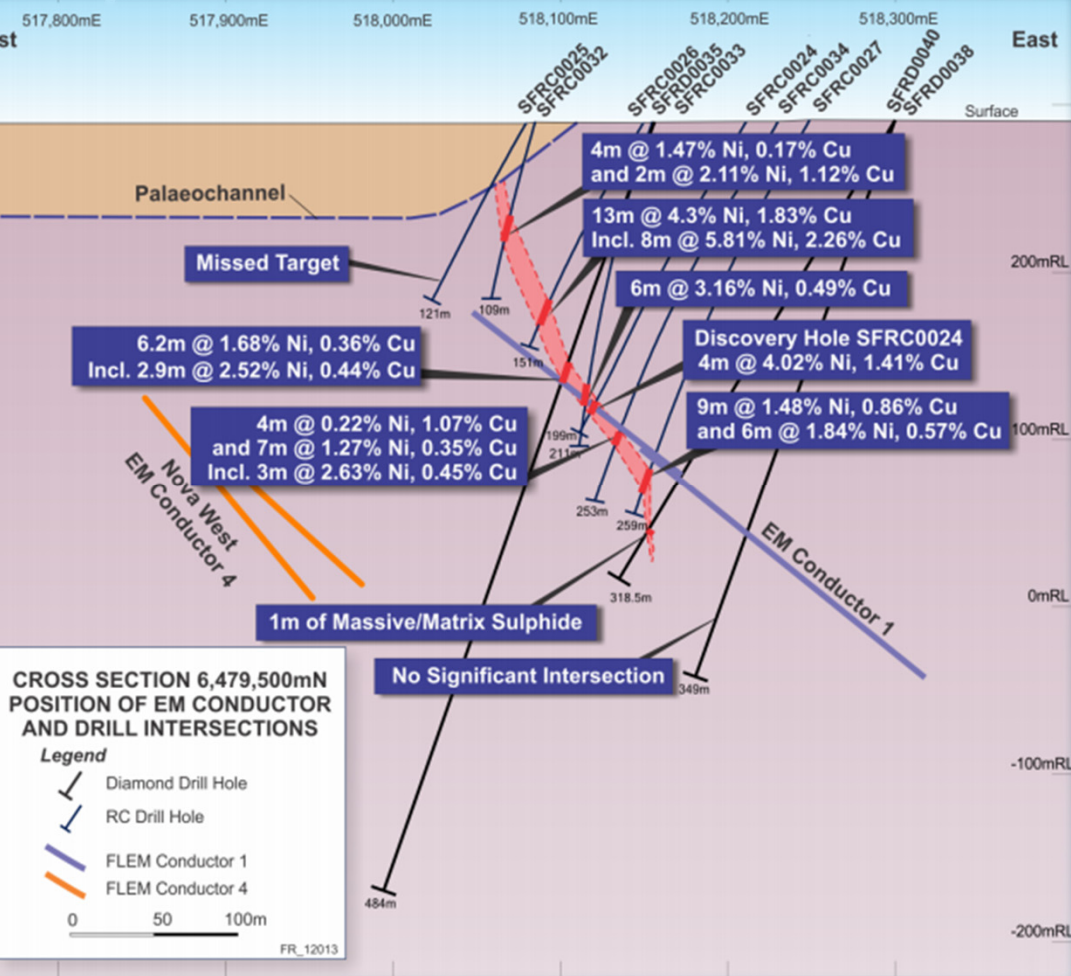 517,800mE
517,900mE
518,000mE
518,100mE
518,200mE
518,300mE
st
East
SFRC0025
SFRC0032
SFRC0026
SFRD0035
SFRC0033
SFRC0024
SFRC0034
SFRC0027
SFRD0040
SFRD0038
Surface
Palaeochannel
4m @ 1.47% Ni, 0.17% Cu
and 2m @ 2.11% Ni, 1.12% Cu
13m @ 4.3% Ni, 1.83% Cu
Incl. 8m @ 5.81% Ni, 2.26% Cu
Missed Target
200mRL
6m @ 3.16% Ni, 0.49% Cu
121m
109m
151m
6.2m @ 1.68% Ni, 0.36% Cu
Incl. 2.9m @ 2.52% Ni, 0.44% Cu
Discovery Hole SFRC0024
4m @ 4.02% Ni, 1.41% Cu
9m @ 1.48% Ni, 0.86% Cu
and 6m @ 1.84% Ni, 0.57% Cu
100mRL
4m @ 0.22% Ni, 1.07% Cu
and 7m @ 1.27% Ni, 0.35% Cu
Incl. 3m @ 2.63% Ni, 0.45% Cu
199m
211m
253m
259m
Nova West
EM Conductor 4
EM Conductor 1
318.5m
0mRL
1m of Massive/Matrix Sulphide
No Significant Intersection
349m
-100mRL
484m
-200mRL
CROSS SECTION 6,479,500mN
POSITION OF EM CONDUCTOR
AND DRILL INTERSECTIONS
Legend
Diamond Drill Hole
RC Drill Hole
FLEM Conductor 1
FLEM Conductor 4
0 50 100m
FR_12013